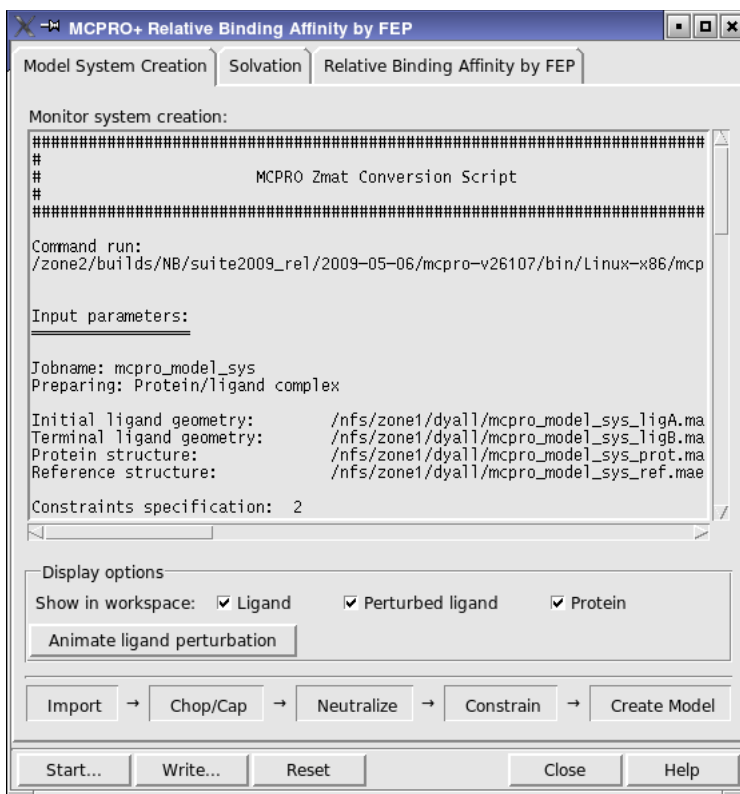 MCPRO+ Relative Binding Affinity by FEP
Model System Creation Solvation Relative Binding Affinity by FEP
Monitor system creation:
########################################################################
#
# MCPRO Zmat Conversion Script
#
########################################################################
Command run:
/zone2/builds/NB/suite2009_rel/2009-05-06/mcpro-v26107/bin/Linux-x86/mcp
Input parameters:
=================
Jobname: mcpro_model_sys
Preparing: Protein/ligand complex
Initial ligand geometry: /nfs/zone1/dyall/mcpro_model_sys_ligA.ma
Terminal ligand geometry: /nfs/zone1/dyall/mcpro_model_sys_ligB.ma
Protein structure: /nfs/zone1/dyall/mcpro_model_sys_prot.ma
Reference structure: /nfs/zone1/dyall/mcpro_model_sys_ref.mae
Constraints specification: 2
Display options
Show in workspace: Ligand Perturbed ligand Protein
Animate ligand perturbation
Import → Chop/Cap → Neutralize → Constrain → Create Model
Start... Write... Reset Close Help